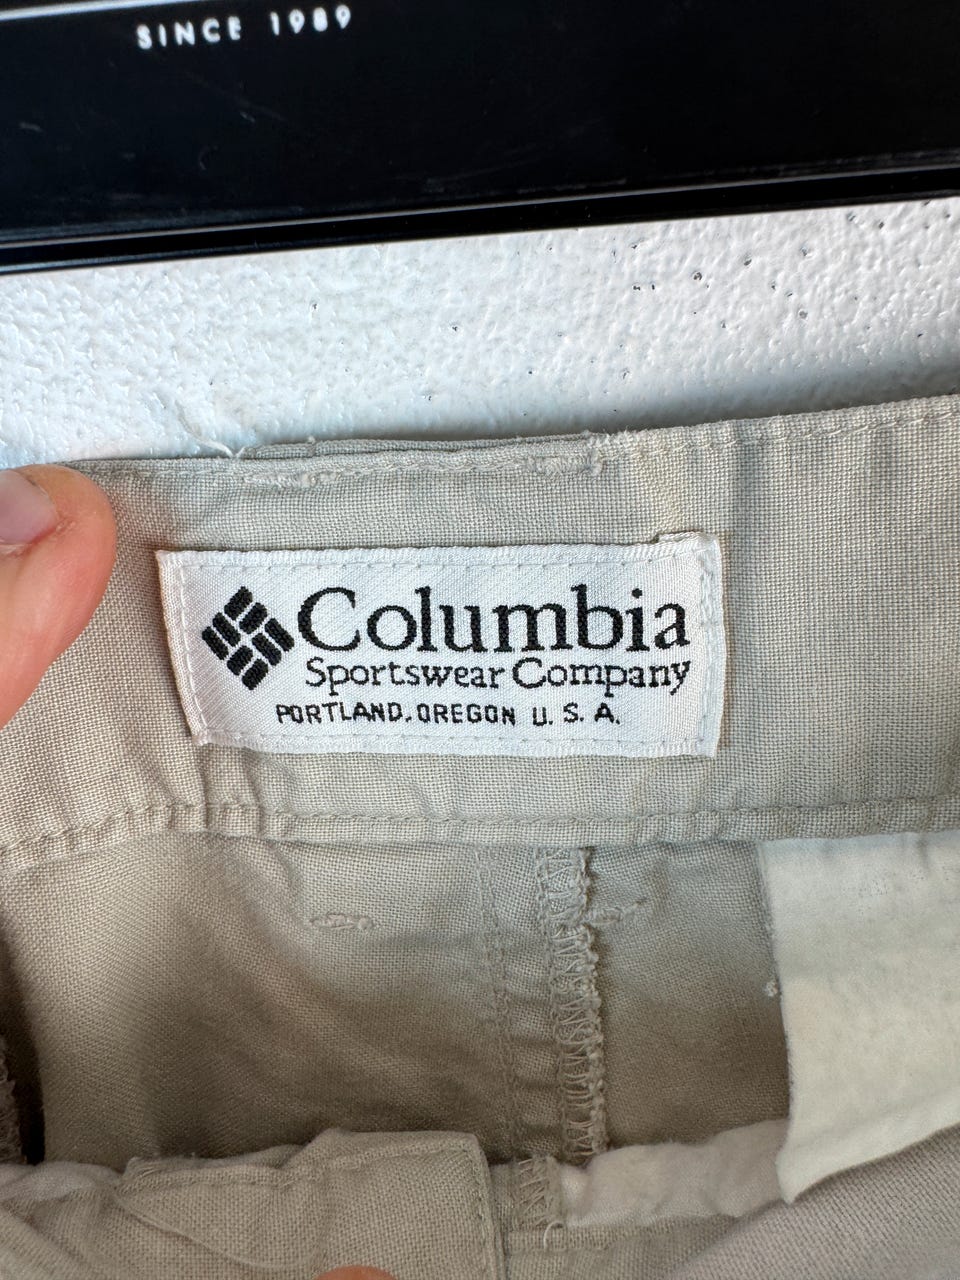 SINCE 1989
Columbia
Sportswear Company
PORTLAND, OREGON U. S. A.